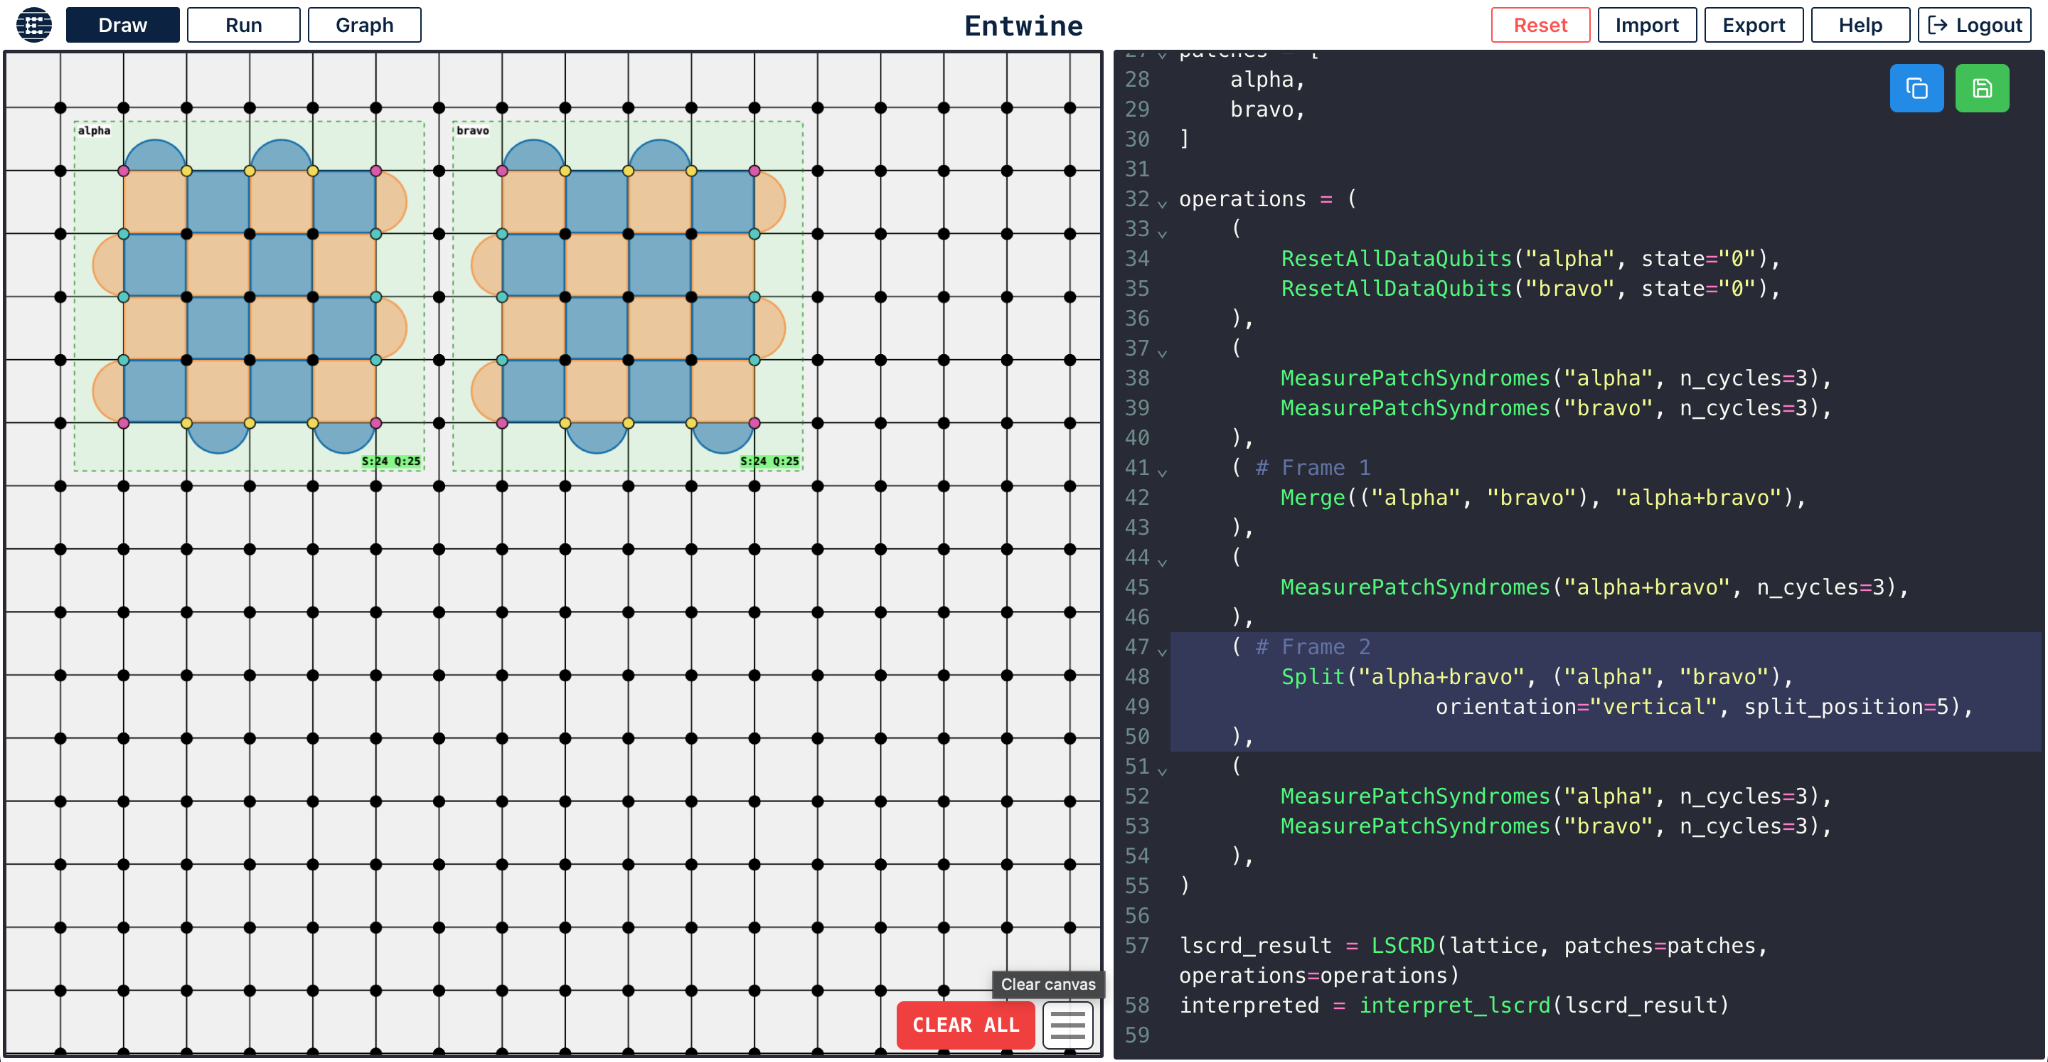 Draw
Run
Graph
Entwine
Reset
Import
Export
Help
Logout
alpha
bravo
S:24 Q:25
S:24 Q:25
Clear canvas
CLEAR ALL
27 patches = [
28 alpha,
29 bravo,
30 ]
31
32 operations = (
33 (
34 ResetAllDataQubits("alpha", state="0"),
35 ResetAllDataQubits("bravo", state="0"),
36 ),
37 (
38 MeasurePatchSyndromes("alpha", n_cycles=3),
39 MeasurePatchSyndromes("bravo", n_cycles=3),
40 ),
41 ( # Frame 1
42 Merge(("alpha", "bravo"), "alpha+bravo"),
43 ),
44 (
45 MeasurePatchSyndromes("alpha+bravo", n_cycles=3),
46 ),
47 ( # Frame 2
48 Split("alpha+bravo", ("alpha", "bravo"),
49 orientation="vertical", split_position=5),
50 ),
51 (
52 MeasurePatchSyndromes("alpha", n_cycles=3),
53 MeasurePatchSyndromes("bravo", n_cycles=3),
54 ),
55 )
56
57 lscrd_result = LSCRD(lattice, patches=patches,
operations=operations)
58 interpreted = interpret_lscrd(lscrd_result)
59